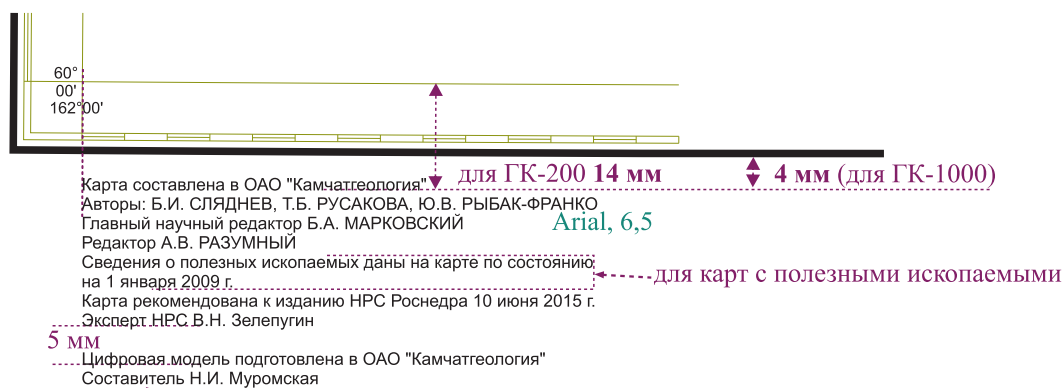 60°
00'
162°00'
для ГК-200 14 мм
4 мм (для ГК-1000)
Карта составлена в ОАО "Камчатгеология"
Авторы: Б.И. СЛЯДНЕВ, Т.Б. РУСАКОВА, Ю.В. РЫБАК-ФРАНКО
Главный научный редактор Б.А. МАРКОВСКИЙ
Arial, 6,5
Редактор А.В. РАЗУМНЫЙ
Сведения о полезных ископаемых даны на карте по состоянию
на 1 января 2009 г.
для карт с полезными ископаемыми
Карта рекомендована к изданию НРС Роснедра 10 июня 2015 г.
Эксперт НРС В.Н. Зелепугин
5 мм
Цифровая модель подготовлена в ОАО "Камчатгеология"
Составитель Н.И. Муромская